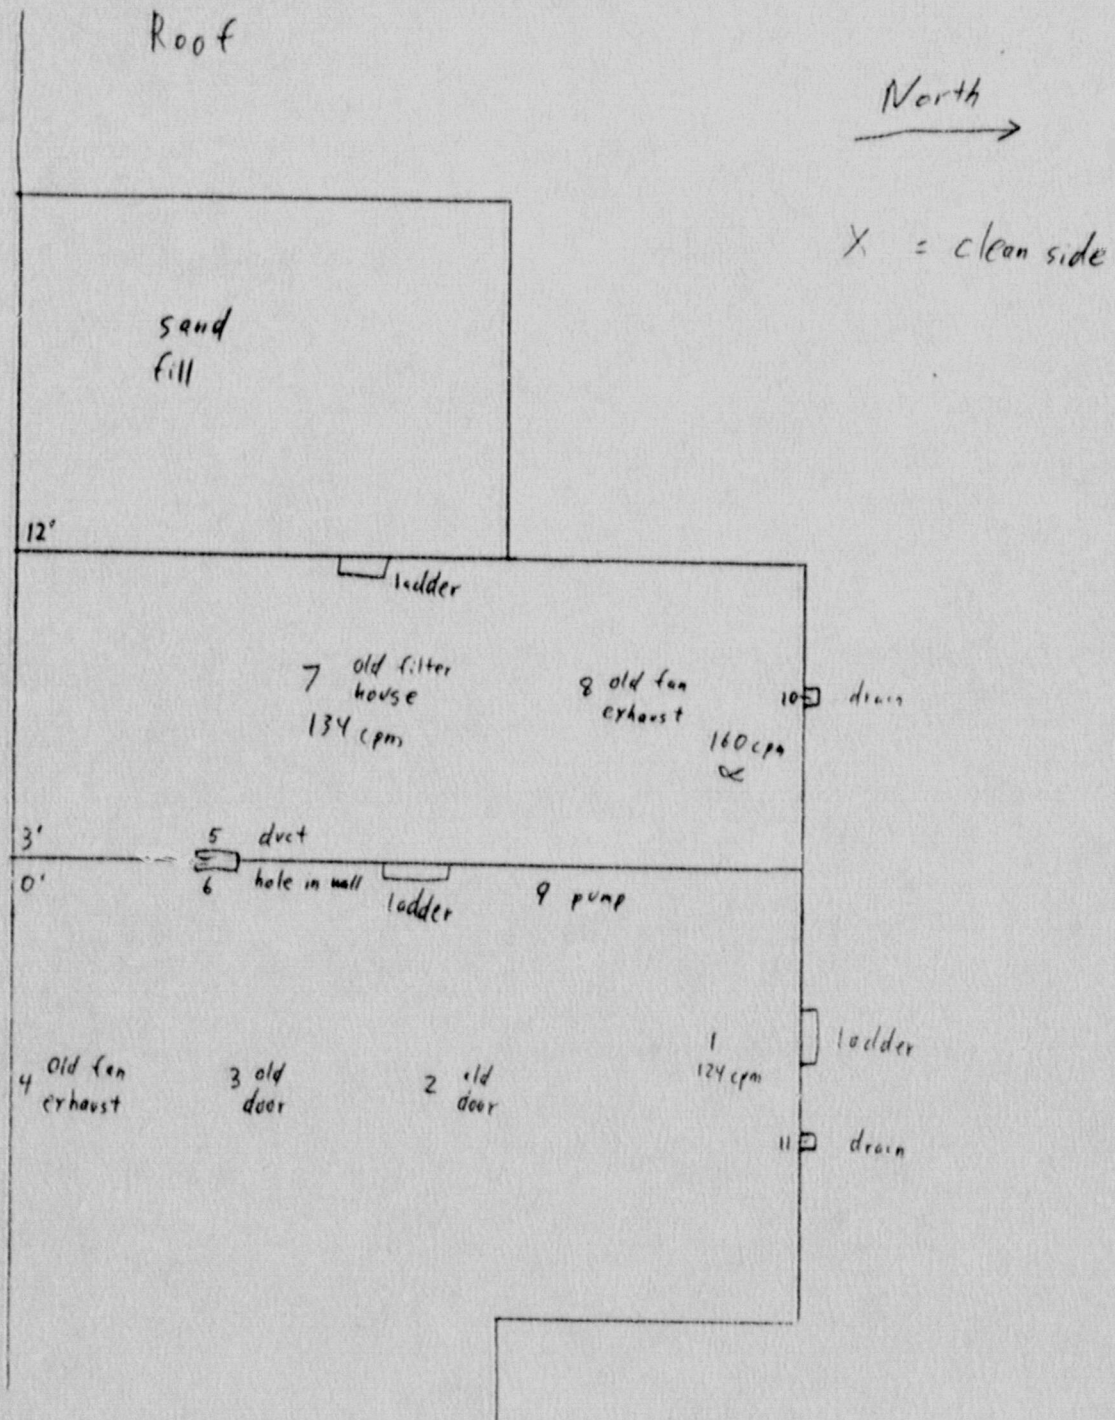 Roof
North
X = clean side
sand
fill
12'
ladder
7 old filter
house
134 cpm
8 old fan
exhaust
160 cpm
α
10 drain
3'
0'
5 duct
6 hole in wall
ladder
9 pump
1
124 cpm
ladder
4 Old fan
exhaust
3 old
door
2 old
door
11 drain